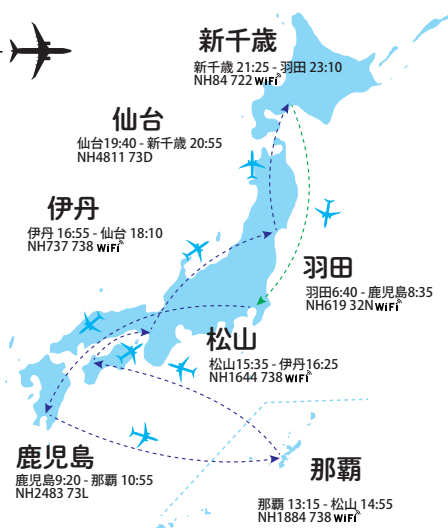 新千歳
新千歳 21:25 - 羽田 23:10
NH84 722 WiFi
仙台
仙台19:40 - 新千歳 20:55
NH4811 73D
伊丹
伊丹 16:55 - 仙台 18:10
NH737 738 WiFi
羽田
羽田6:40 - 鹿児島8:35
NH619 32N WiFi
松山
松山15:35 - 伊丹16:25
NH1644 738 WiFi
鹿児島
鹿児島9:20 - 那覇 10:55
NH2483 73L
那覇
那覇 13:15 - 松山 14:55
NH1884 738 WiFi